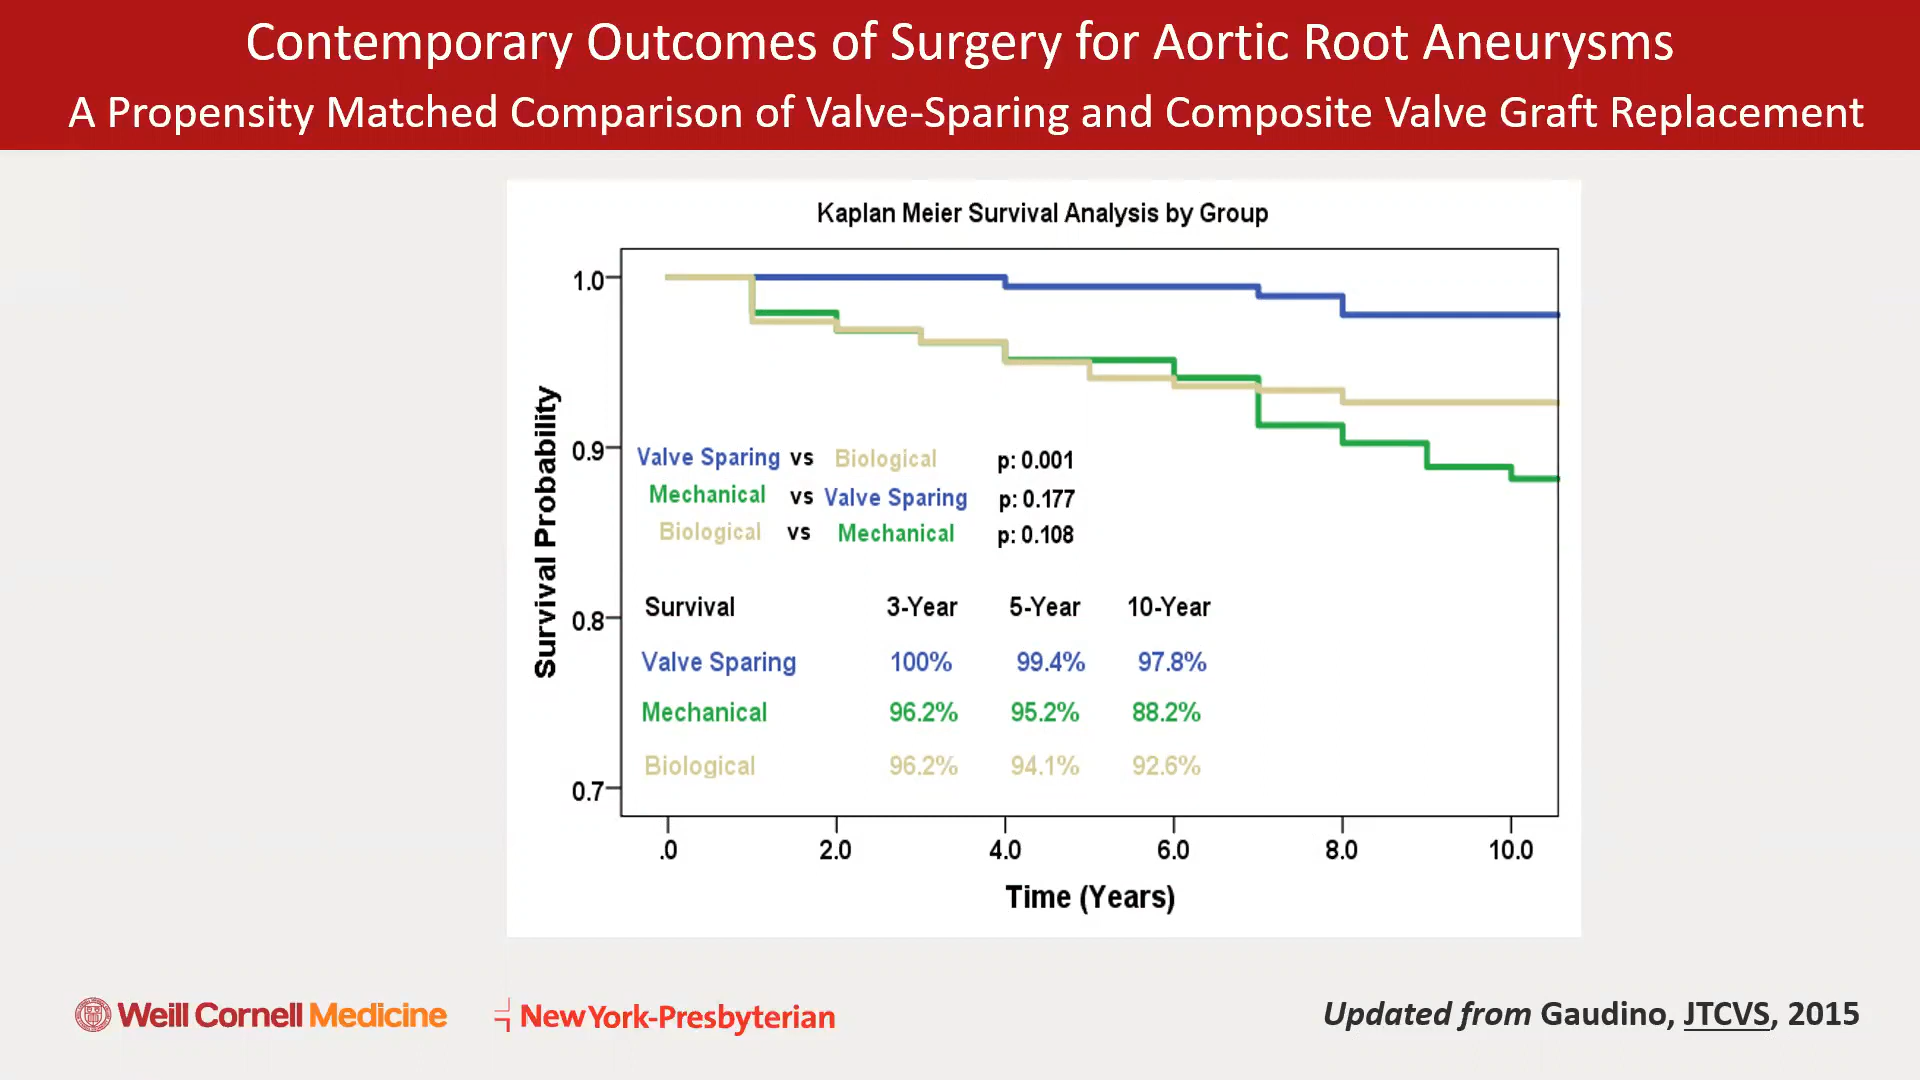 Contemporary Outcomes of Surgery for Aortic Root Aneurysms
A Propensity Matched Comparison of Valve-Sparing and Composite Valve Graft Replacement
Kaplan Meier Survival Analysis by Group
Survival Probability
1.0
0.9
0.8
0.7
Valve Sparing vs Biological p: 0.001
Mechanical vs Valve Sparing p: 0.177
Biological vs Mechanical p: 0.108
Survival 3-Year 5-Year 10-Year
Valve Sparing 100% 99.4% 97.8%
Mechanical 96.2% 95.2% 88.2%
Biological 96.2% 94.1% 92.6%
.0 2.0 4.0 6.0 8.0 10.0
Time (Years)
Weill Cornell Medicine
NewYork-Presbyterian
Updated from Gaudino, JTCVS, 2015